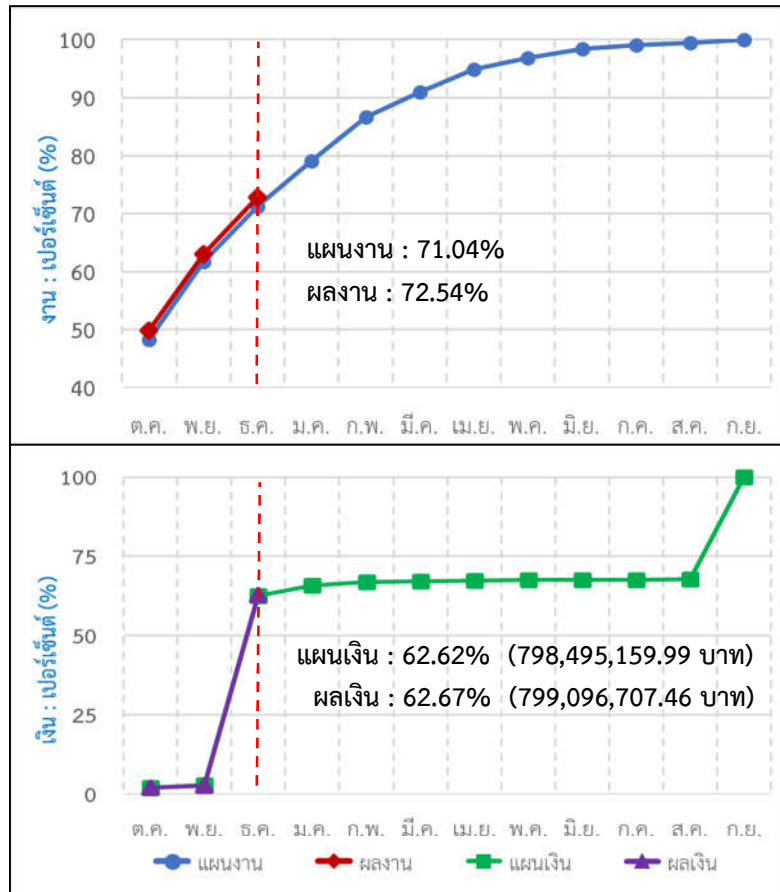 งาน : เปอร์เซ็นต์ (%)
100
90
80
70
60
50
40
แผนงาน : 71.04%
ผลงาน : 72.54%
ต.ค. พ.ย. ธ.ค. ม.ค. ก.พ. มี.ค. เม.ย. พ.ค. มิ.ย. ก.ค. ส.ค. ก.ย.
เงิน : เปอร์เซ็นต์ (%)
100
75
50
25
0
แผนเงิน : 62.62% (798,495,159.99 บาท)
ผลเงิน : 62.67% (799,096,707.46 บาท)
ต.ค. พ.ย. ธ.ค. ม.ค. ก.พ. มี.ค. เม.ย. พ.ค. มิ.ย. ก.ค. ส.ค. ก.ย.
แผนงาน ผลงาน แผนเงิน ผลเงิน